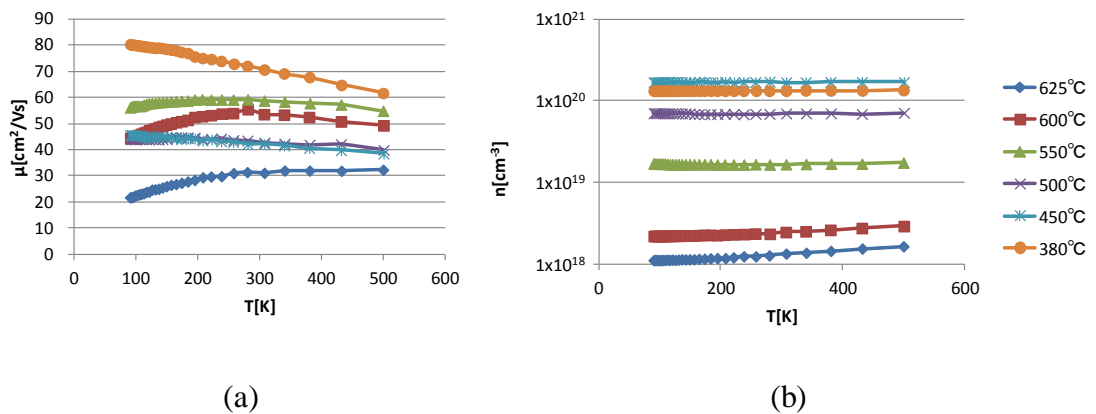 90
80
70
60
50
40
30
20
10
0
μ[cm²/Vs]
0 100 200 300 400 500 600
T[K]
(a)
1x10²¹
1x10²⁰
1x10¹⁹
1x10¹⁸
n[cm⁻³]
0 200 400 600
T[K]
(b)
625°C
600°C
550°C
500°C
450°C
380°C